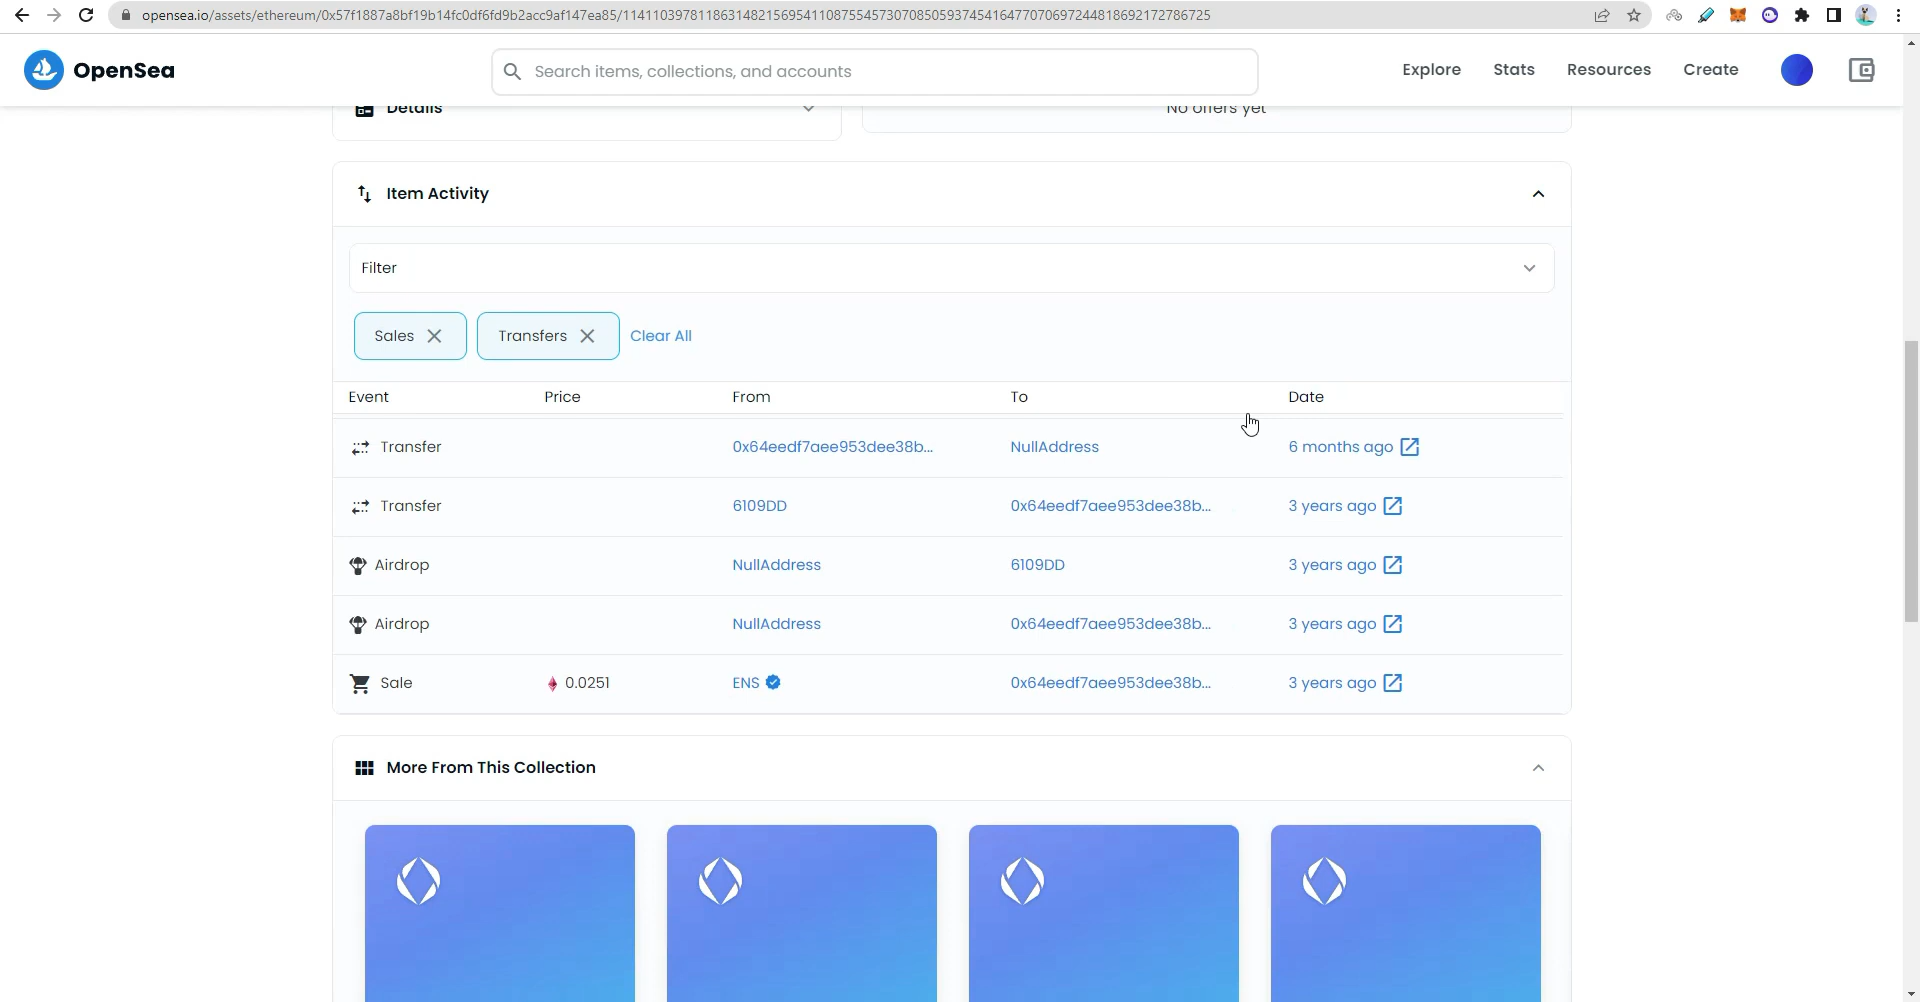 opensea.io/assets/ethereum/0x57f1887a8bf19b14fc0df6fd9b2acc9af147ea85/11411039781186314821569541108755457307085059374541647707069724481869217278​6725
OpenSea
Search items, collections, and accounts
Explore Stats Resources Create
Details
No offers yet
Item Activity
Filter
Sales
Transfers
Clear All
Event Price From To Date
Transfer 0x64eedf7aee953dee38b... NullAddress 6 months ago
Transfer 6109DD 0x64eedf7aee953dee38b... 3 years ago
Airdrop NullAddress 6109DD 3 years ago
Airdrop NullAddress 0x64eedf7aee953dee38b... 3 years ago
Sale 0.0251 ENS 0x64eedf7aee953dee38b... 3 years ago
More From This Collection